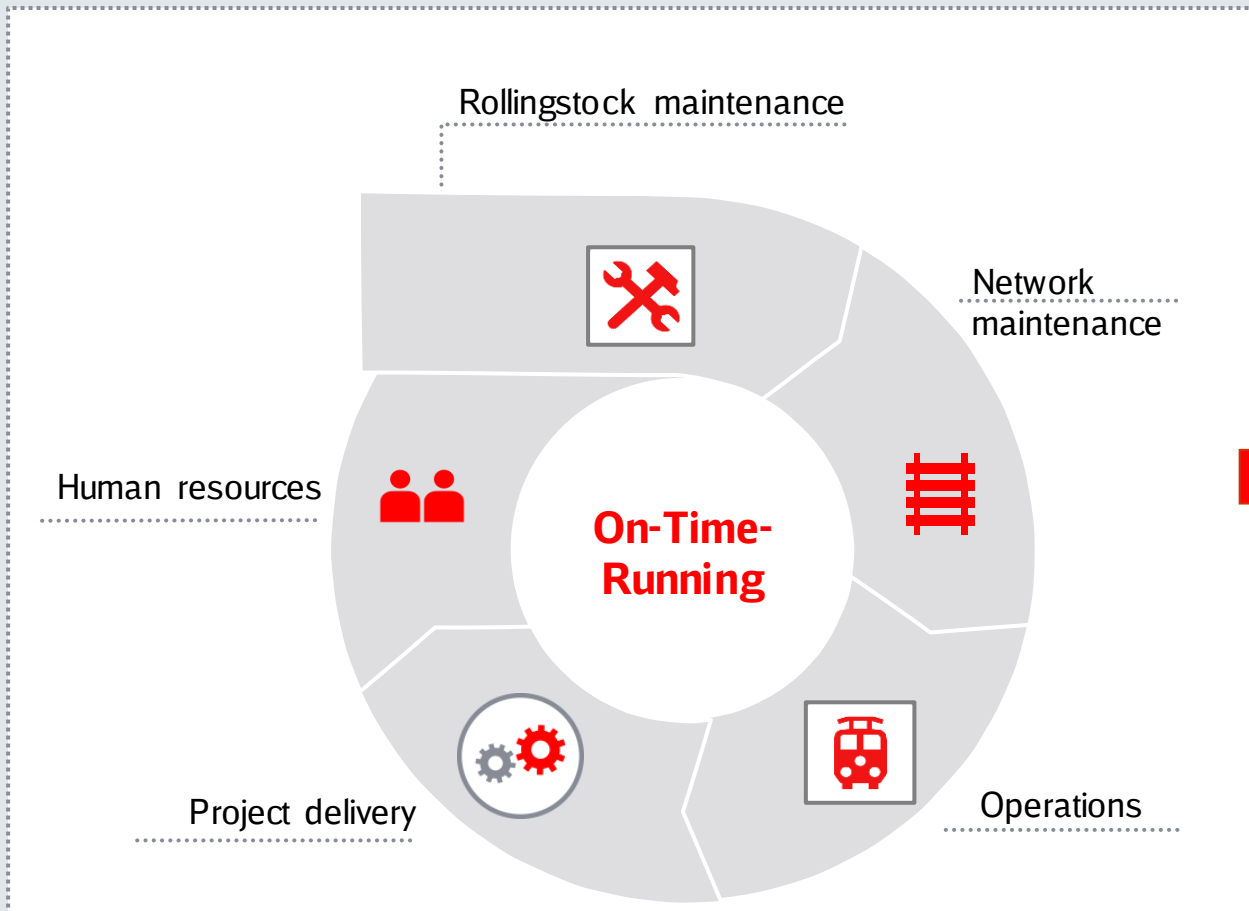 Rollingstock maintenance
Network
maintenance
Human resources
On-Time-
Running
Project delivery
Operations